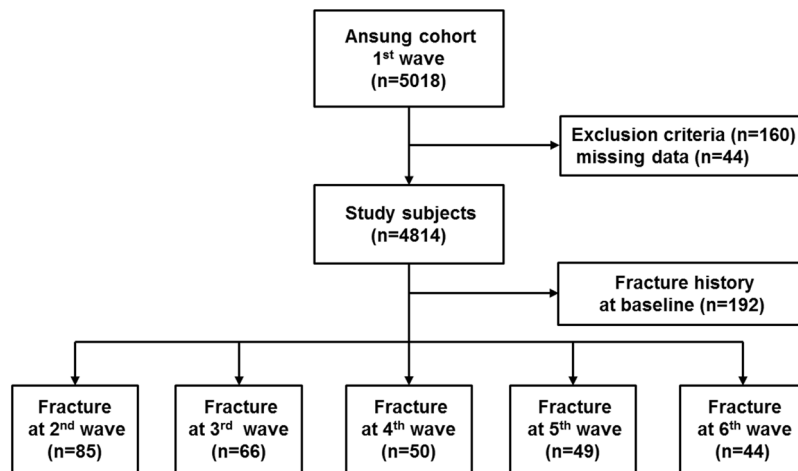 Ansung cohort
1st wave
(n=5018)
Exclusion criteria (n=160)
missing data (n=44)
Study subjects
(n=4814)
Fracture history
at baseline (n=192)
Fracture
at 2nd wave
(n=85)
Fracture
at 3rd wave
(n=66)
Fracture
at 4th wave
(n=50)
Fracture
at 5th wave
(n=49)
Fracture
at 6th wave
(n=44)